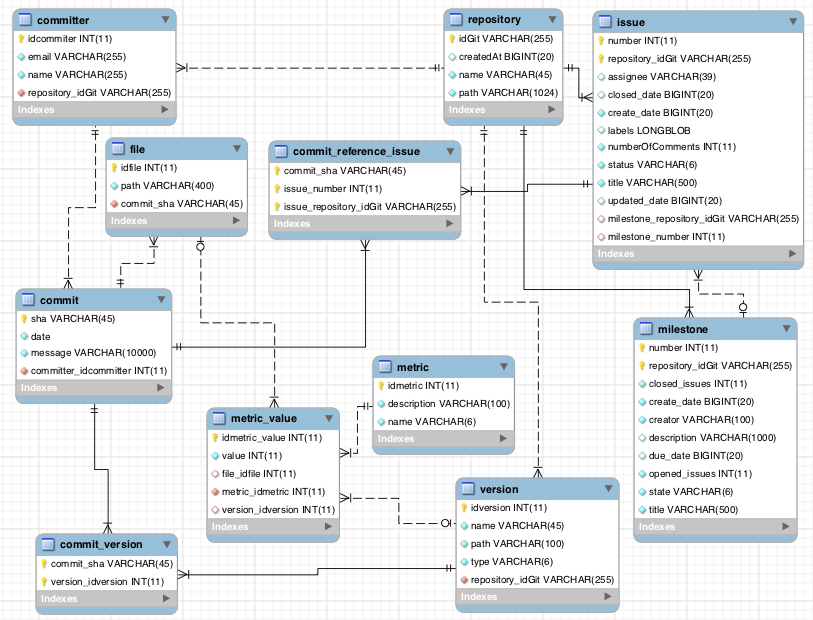 committer
idcommiter INT(11)
email VARCHAR(255)
name VARCHAR(255)
repository_idGit VARCHAR(255)
Indexes
repository
idGit VARCHAR(255)
createdAt BIGINT(20)
name VARCHAR(45)
path VARCHAR(1024)
Indexes
issue
number INT(11)
repository_idGit VARCHAR(255)
assignee VARCHAR(39)
closed_date BIGINT(20)
create_date BIGINT(20)
labels LONGBLOB
numberOfComments INT(11)
status VARCHAR(6)
title VARCHAR(500)
updated_date BIGINT(20)
milestone_repository_idGit VARCHAR(255)
milestone_number INT(11)
Indexes
file
idfile INT(11)
path VARCHAR(400)
commit_sha VARCHAR(45)
Indexes
commit_reference_issue
commit_sha VARCHAR(45)
issue_number INT(11)
issue_repository_idGit VARCHAR(255)
Indexes
commit
sha VARCHAR(45)
date
message VARCHAR(10000)
committer_idcommiter INT(11)
Indexes
metric
idmetric INT(11)
description VARCHAR(100)
name VARCHAR(6)
Indexes
milestone
number INT(11)
repository_idGit VARCHAR(255)
closed_issues INT(11)
create_date BIGINT(20)
creator VARCHAR(100)
description VARCHAR(1000)
due_date BIGINT(20)
opened_issues INT(11)
state VARCHAR(6)
title VARCHAR(500)
Indexes
metric_value
idmetric_value INT(11)
value INT(11)
file_idfile INT(11)
metric_idmetric INT(11)
version_idversion INT(11)
Indexes
version
idversion INT(11)
name VARCHAR(45)
path VARCHAR(100)
type VARCHAR(6)
repository_idGit VARCHAR(255)
Indexes
commit_version
commit_sha VARCHAR(45)
version_idversion INT(11)
Indexes